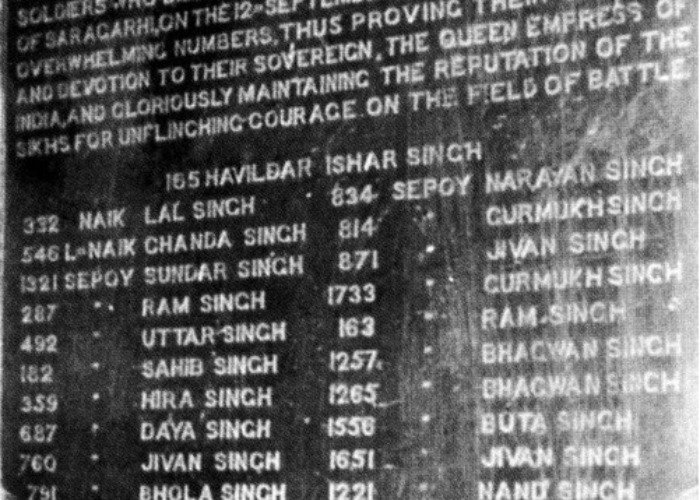 SOLDIERS WHO
OF SARAGARHI, ON THE 12TH SEPTEMBER
OVERWHELMING NUMBERS, THUS PROVING THEIR
AND DEVOTION TO THEIR SOVEREIGN, THE QUEEN EMPRESS OF
INDIA, AND GLORIOUSLY MAINTAINING THE REPUTATION OF THE
SIKHS FOR UNFLINCHING COURAGE ON THE FIELD OF BATTLE.
165 HAVILDAR ISHAR SINGH
332 NAIK LAL SINGH 834 SEPOY NARAYAN SINGH
546 L-NAIK CHANDA SINGH 814 " GURMUKH SINGH
1321 SEPOY SUNDAR SINGH 871 " JIVAN SINGH
287 " RAM SINGH 1733 " GURMUKH SINGH
492 " UTTAR SINGH 163 " RAM SINGH
182 " SAHIB SINGH 1257 " BHAGWAN SINGH
359 " HIRA SINGH 1265 " BHAGWAN SINGH
687 " DAYA SINGH 1556 " BUTA SINGH
760 " JIVAN SINGH 1651 " JIVAN SINGH
791 " BHOLA SINGH 1221 " NAND SINGH